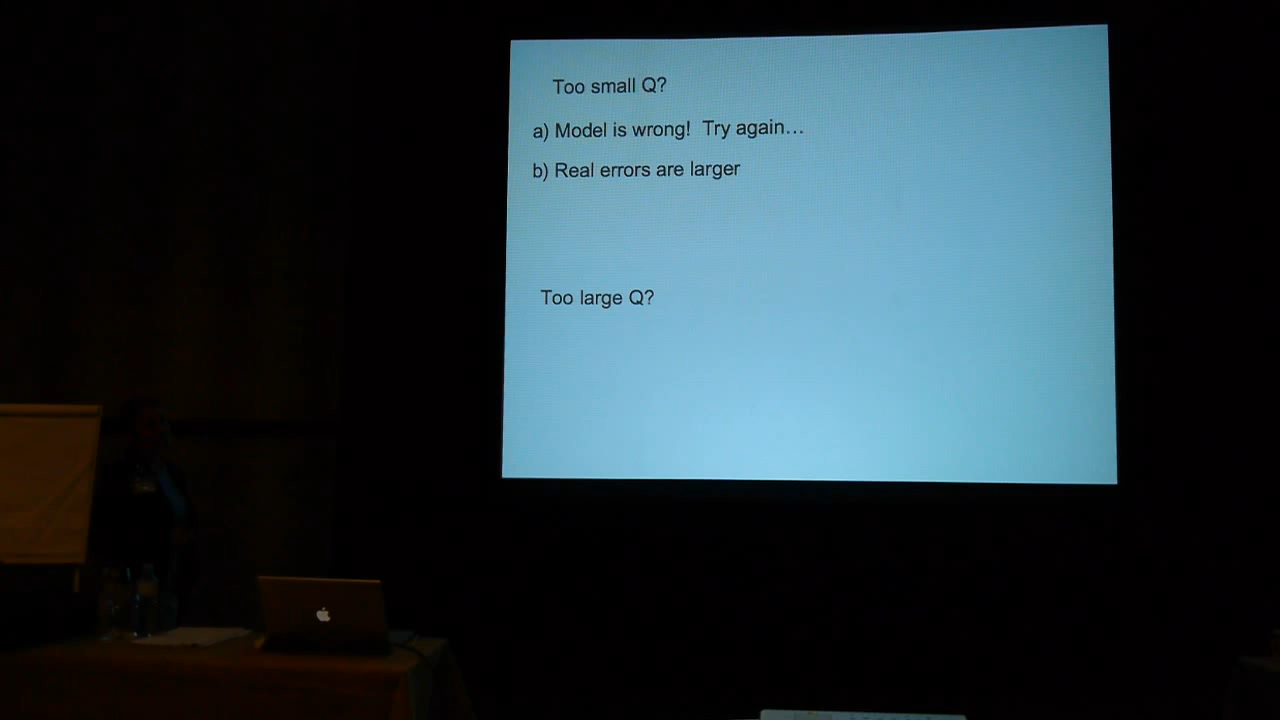 Too small Q?
a) Model is wrong!  Try again…
b) Real errors are larger
Too large Q?